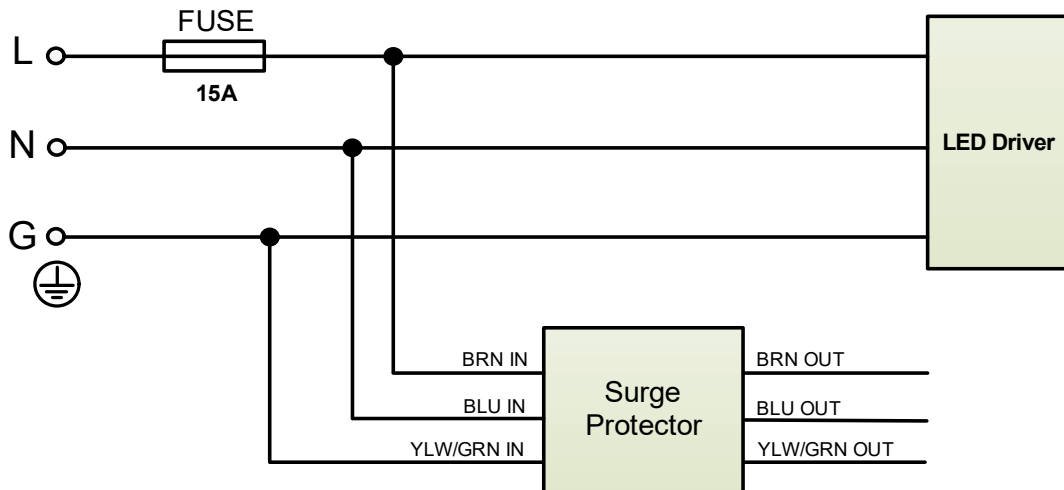 FUSE
L
15A
N
LED Driver
G
BRN IN
BRN OUT
Surge
Protector
BLU IN
BLU OUT
YLW/GRN IN
YLW/GRN OUT